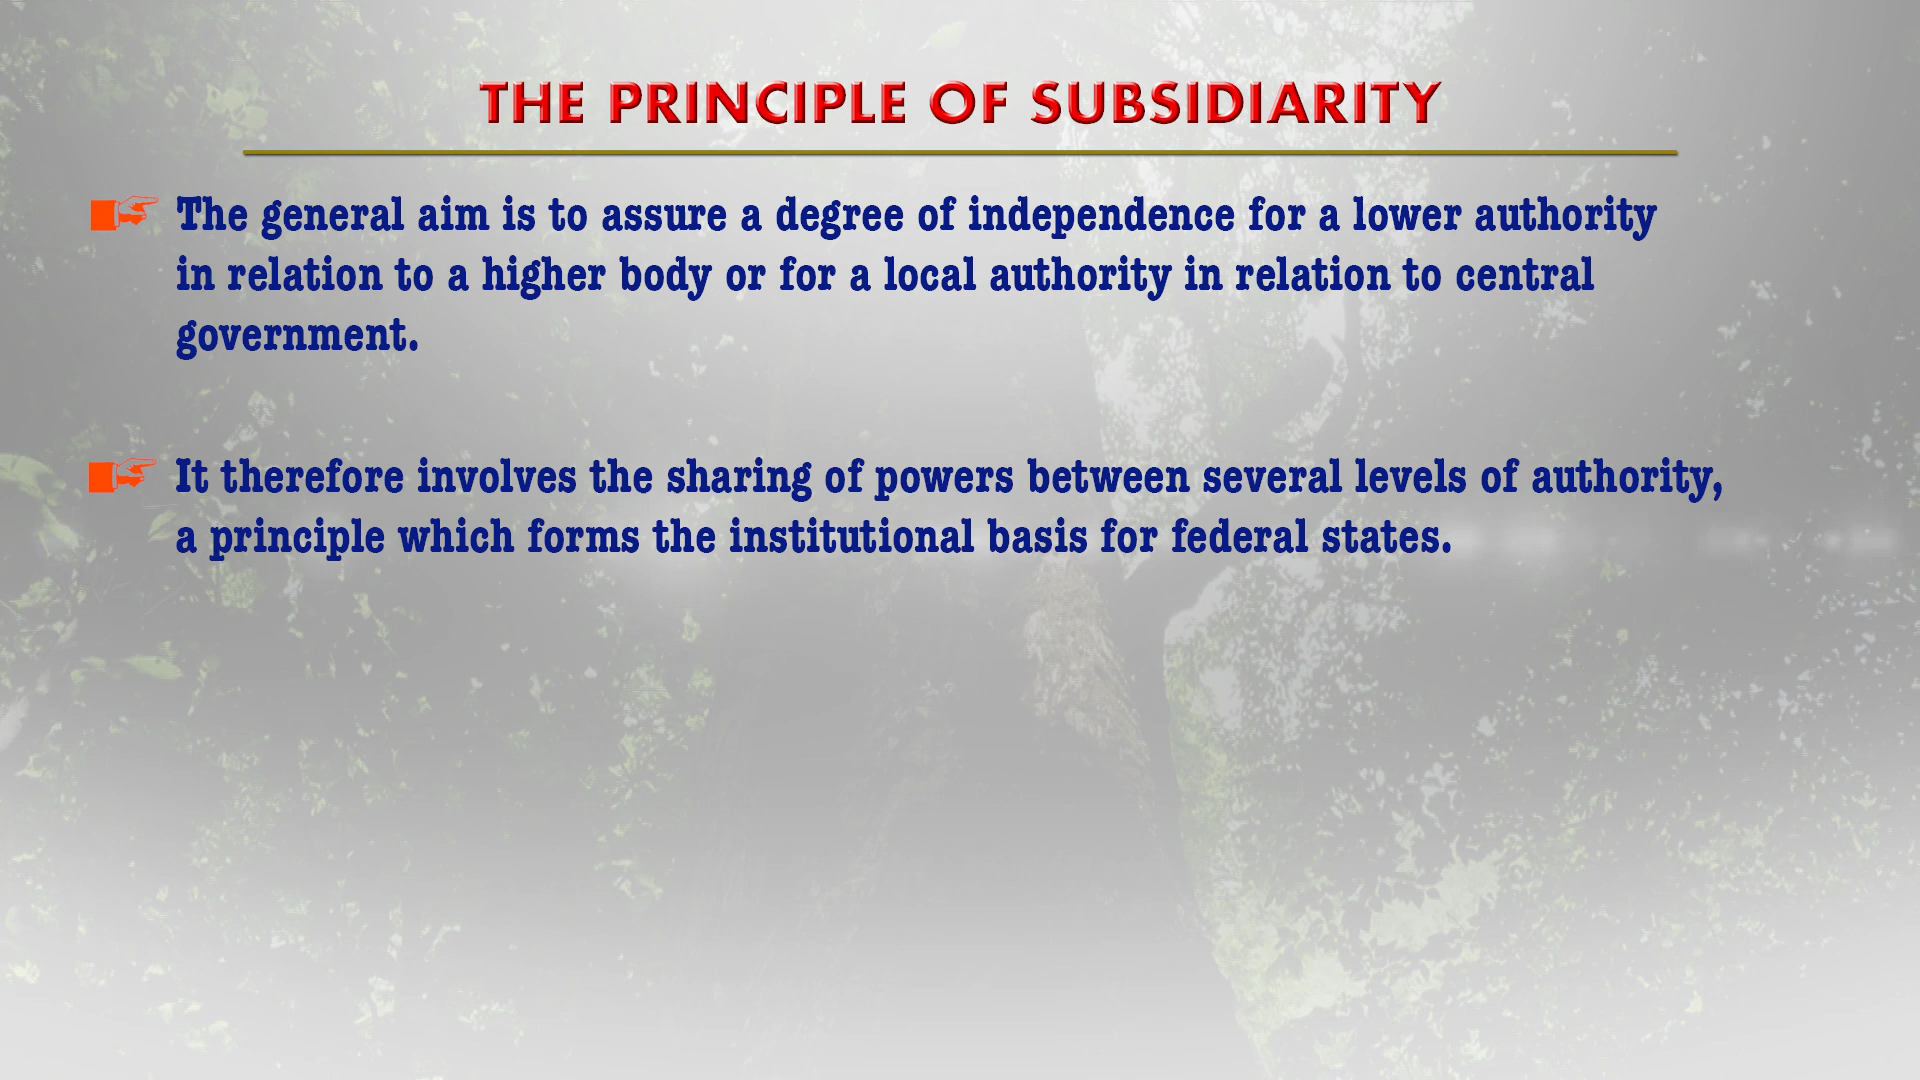 THE PRINCIPLE OF SUBSIDIARITY
The general aim is to assure a degree of independence for a lower authority
in relation to a higher body or for a local authority in relation to central
government.
It therefore involves the sharing of powers between several levels of authority,
a principle which forms the institutional basis for federal states.